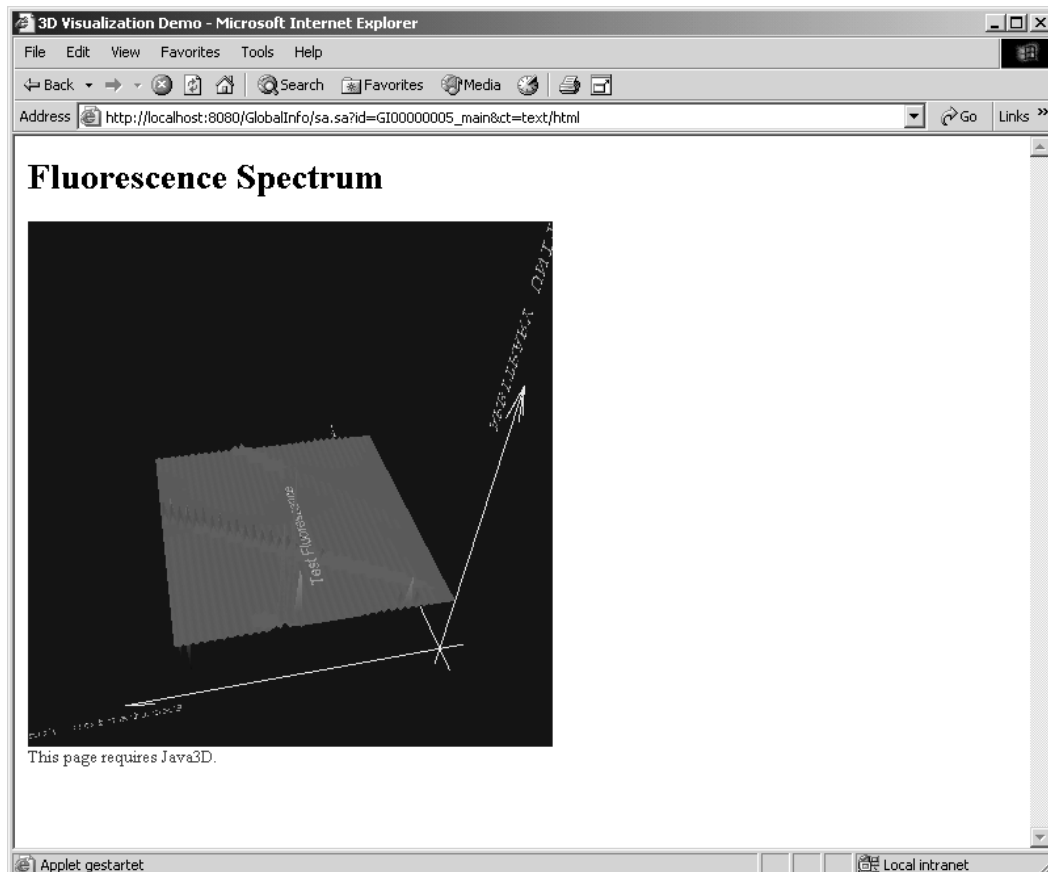 3D Visualization Demo - Microsoft Internet Explorer
File Edit View Favorites Tools Help
Back Search Favorites Media
Address http://localhost:8080/GlobalInfo/sa.sa?id=GI00000005_main&ct=text/html Go Links »
Fluorescence Spectrum
TestFluorescence
This page requires Java3D.
Applet gestartet Local intranet